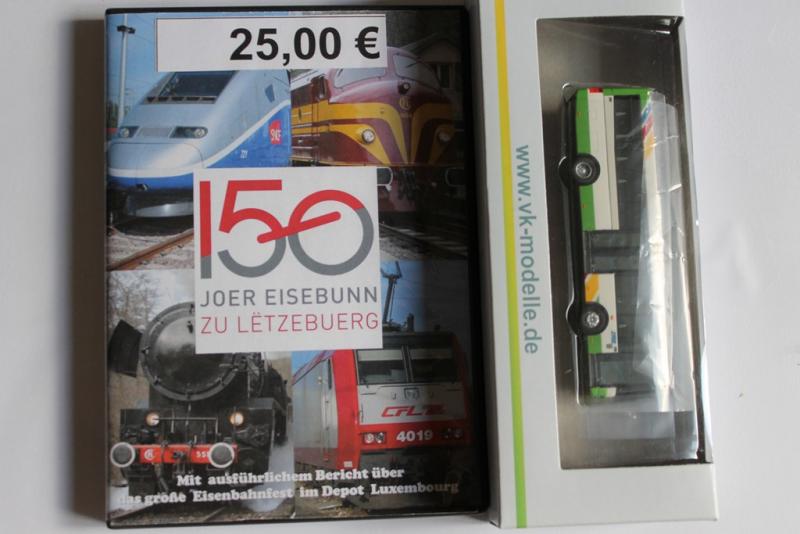 25,00 €
SNCF
150
JOER EISEBUNN
ZU LËTZEBUERG
CFL
4019
Mit ausführlichem Bericht über
das große Eisenbahnfest im Depot Luxembourg
www.vk-modelle.de